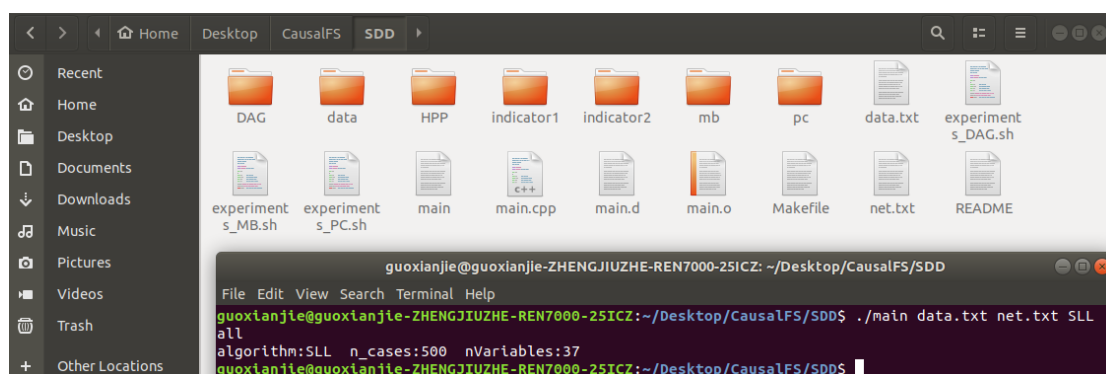 Home Desktop CausalFS SDD
Recent
Home
Desktop
Documents
Downloads
Music
Pictures
Videos
Trash
Other Locations
DAG data HPP indicator1 indicator2 mb pc data.txt experiment
s_DAG.sh
experiment experiment main main.cpp main.d main.o Makefile net.txt README
s_MB.sh s_PC.sh
C++
guoxianjie@guoxianjie-ZHENGJIUZHE-REN7000-25ICZ: ~/Desktop/CausalFS/SDD
File Edit View Search Terminal Help
guoxianjie@guoxianjie-ZHENGJIUZHE-REN7000-25ICZ:~/Desktop/CausalFS/SDD$ ./main data.txt net.txt SLL
all
algorithm:SLL n_cases:500 nVariables:37
guoxianjie@guoxianjie-ZHENGJIUZHE-REN7000-25ICZ:~/Desktop/CausalFS/SDD$